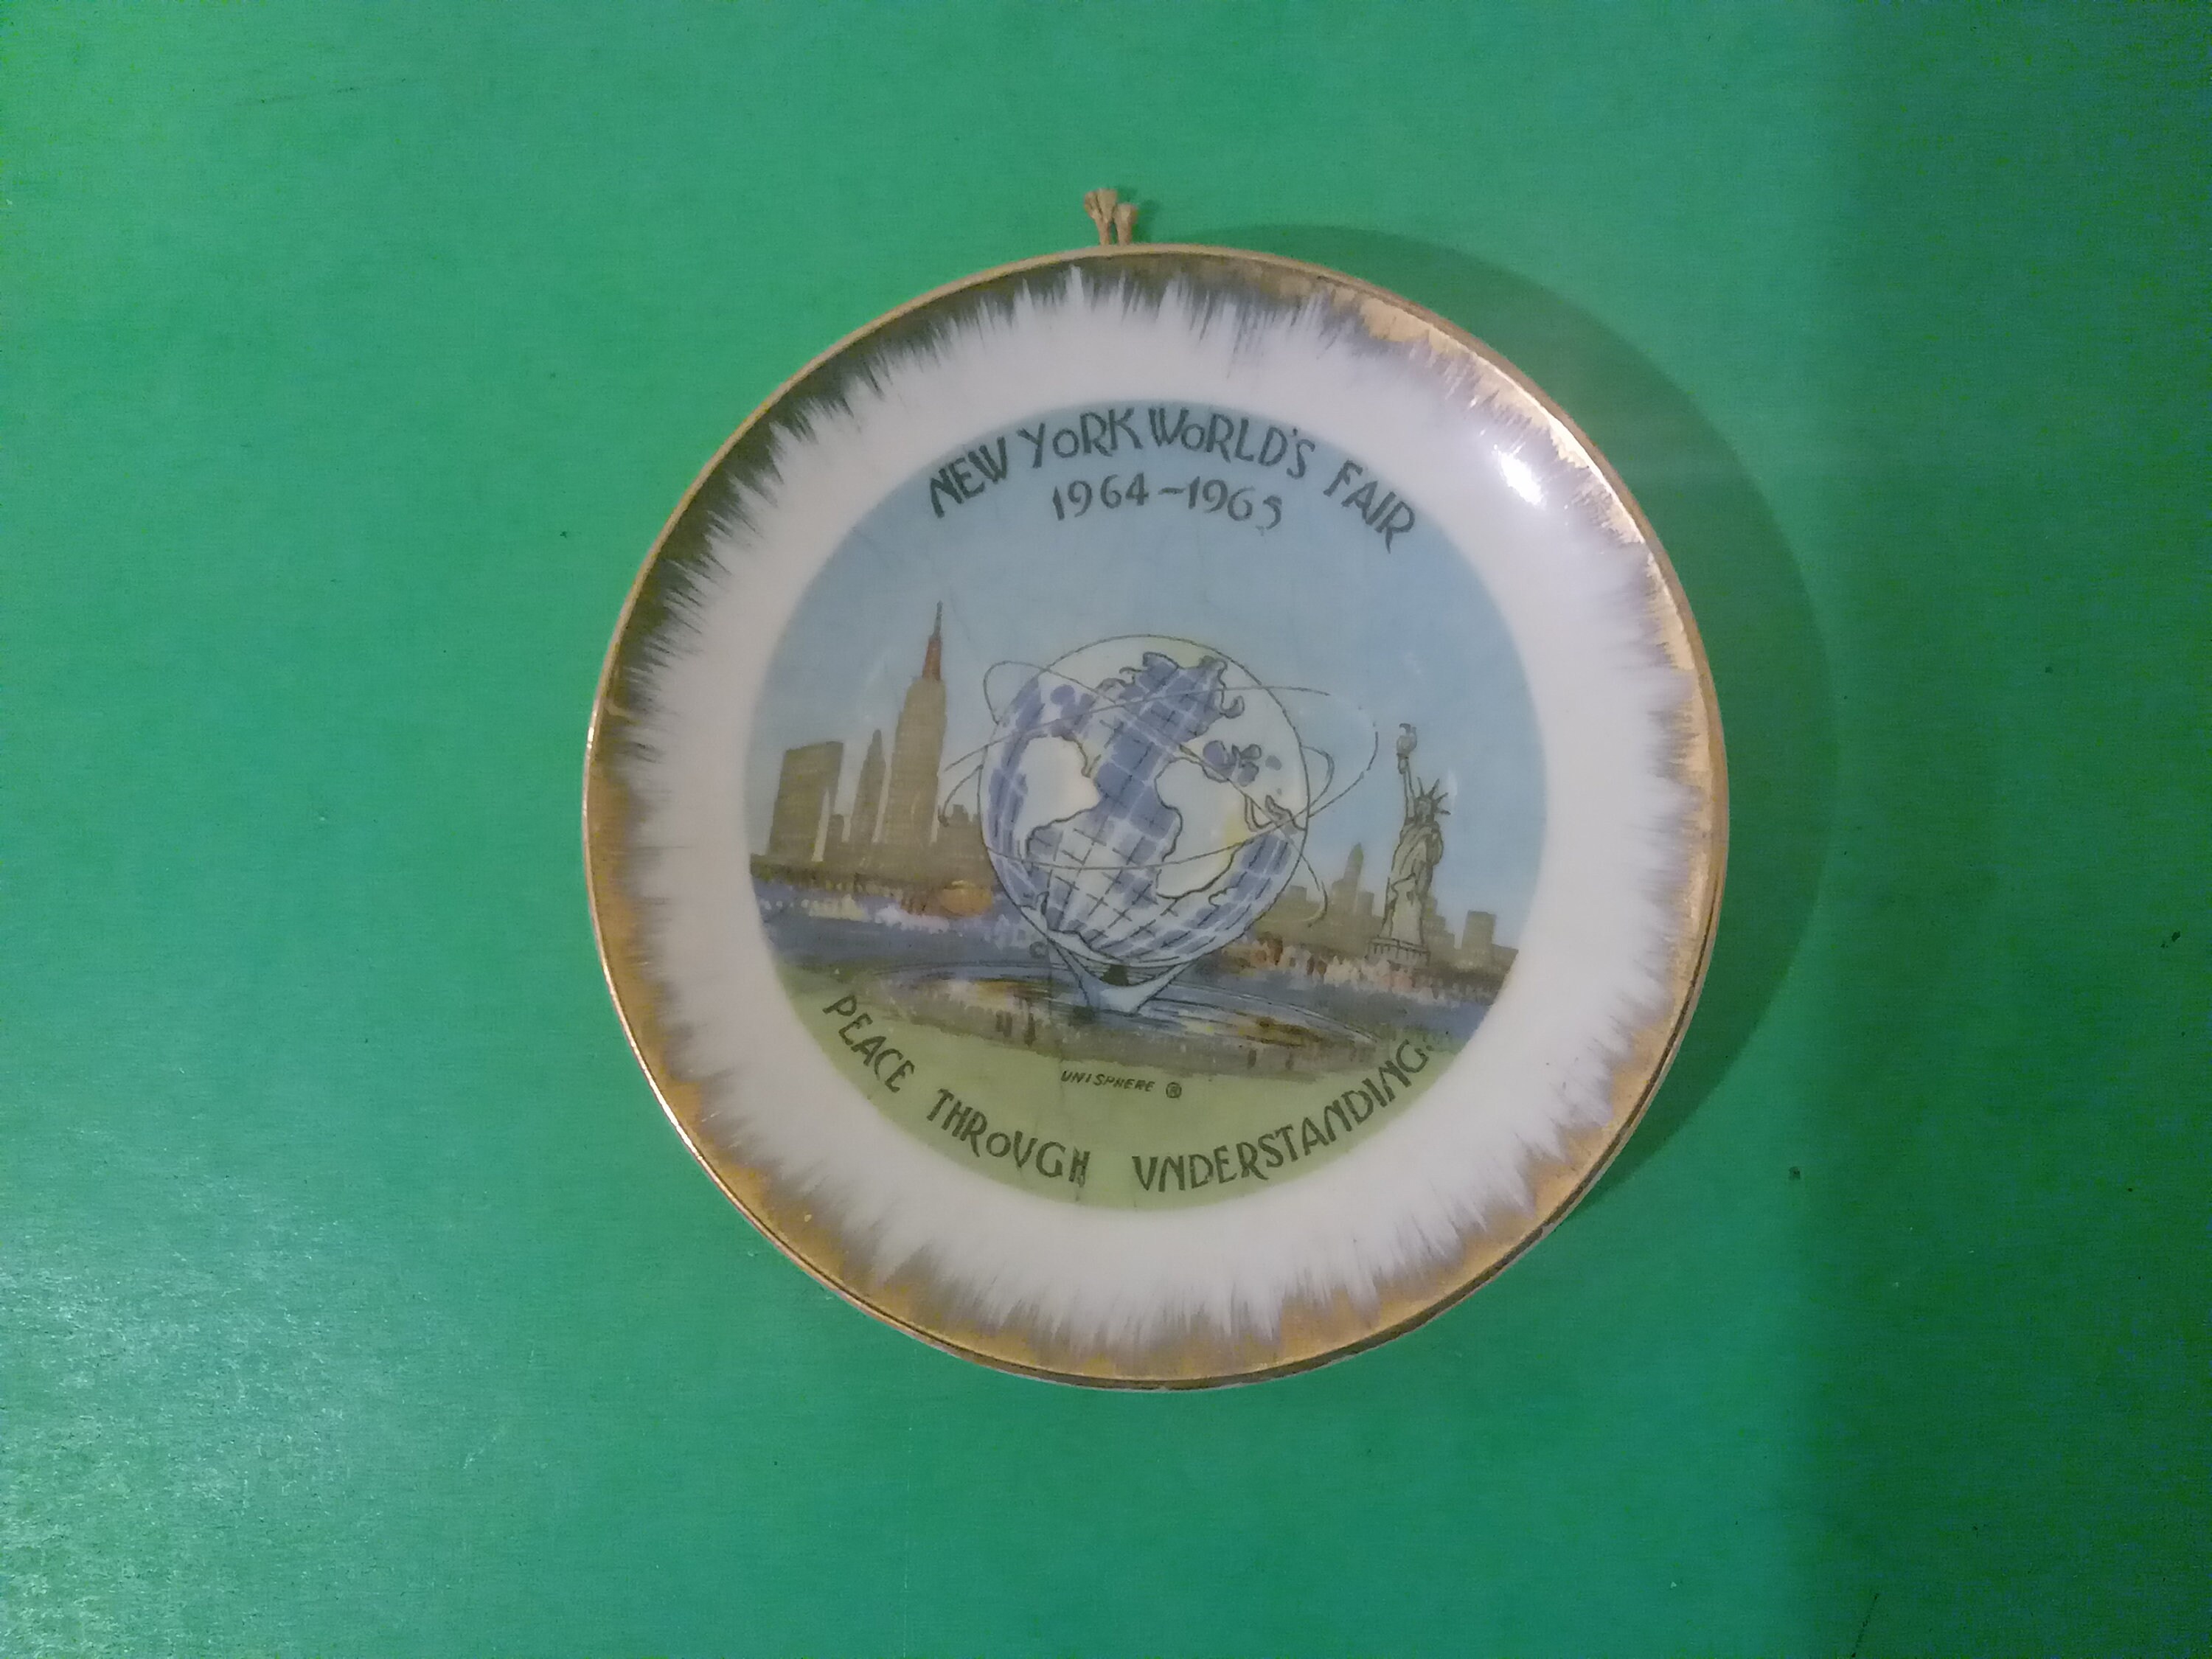 NEW YORK WORLD'S FAIR
1964-1965
©
UNISPHERE ®
PEACE THROUGH UNDERSTANDING